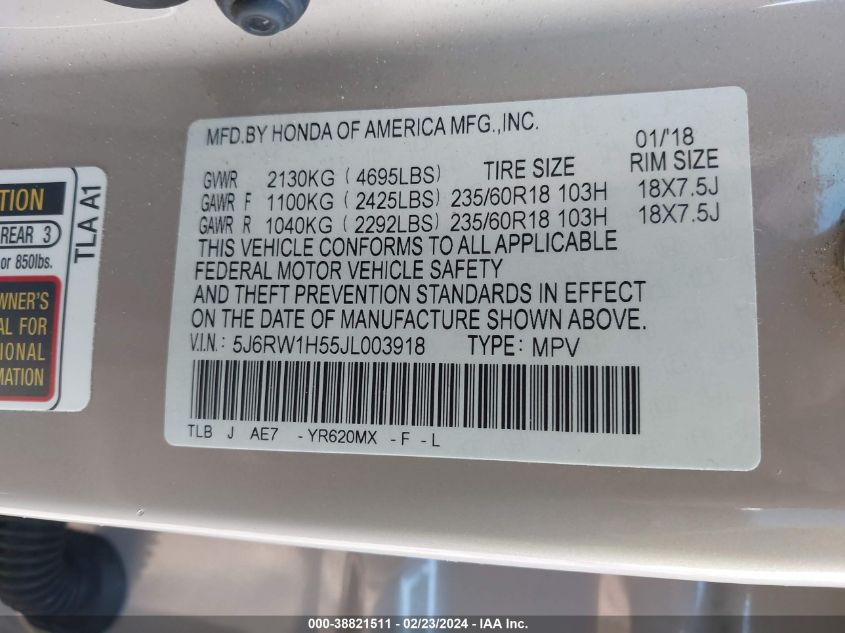 MFD.BY HONDA OF AMERICA MFG.,INC. 01/'18
GVWR 2130KG ( 4695LBS) TIRE SIZE RIM SIZE
GAWR F 1100KG ( 2425LBS) 235/60R18 103H 18X7.5J
GAWR R 1040KG ( 2292LBS) 235/60R18 103H 18X7.5J
THIS VEHICLE CONFORMS TO ALL APPLICABLE
FEDERAL MOTOR VEHICLE SAFETY
AND THEFT PREVENTION STANDARDS IN EFFECT
ON THE DATE OF MANUFACTURE SHOWN ABOVE.
V.I.N.: 5J6RW1H55JL003918 TYPE: MPV
TLB J AE7 -YR620MX -F -L
TION
REAR 3
or 850lbs.
WNER'S
AL FOR
IONAL
MATION
TLA A1
000-38821511 - 02/23/2024 - IAA Inc.